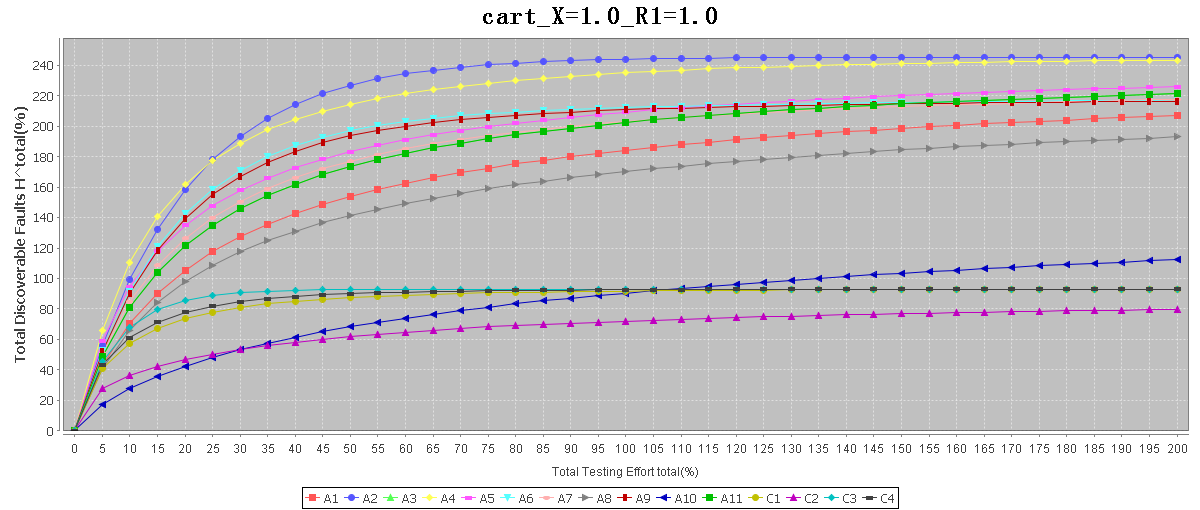 cart_X=1.0_R1=1.0
Total Discoverable Faults H^total(%)
240
220
200
180
160
140
120
100
80
60
40
20
0
0 5 10 15 20 25 30 35 40 45 50 55 60 65 70 75 80 85 90 95 100 105 110 115 120 125 130 135 140 145 150 155 160 165 170 175 180 185 190 195 200
Total Testing Effort total(%)
A1 A2 A3 A4 A5 A6 A7 A8 A9 A10 A11 C1 C2 C3 C4